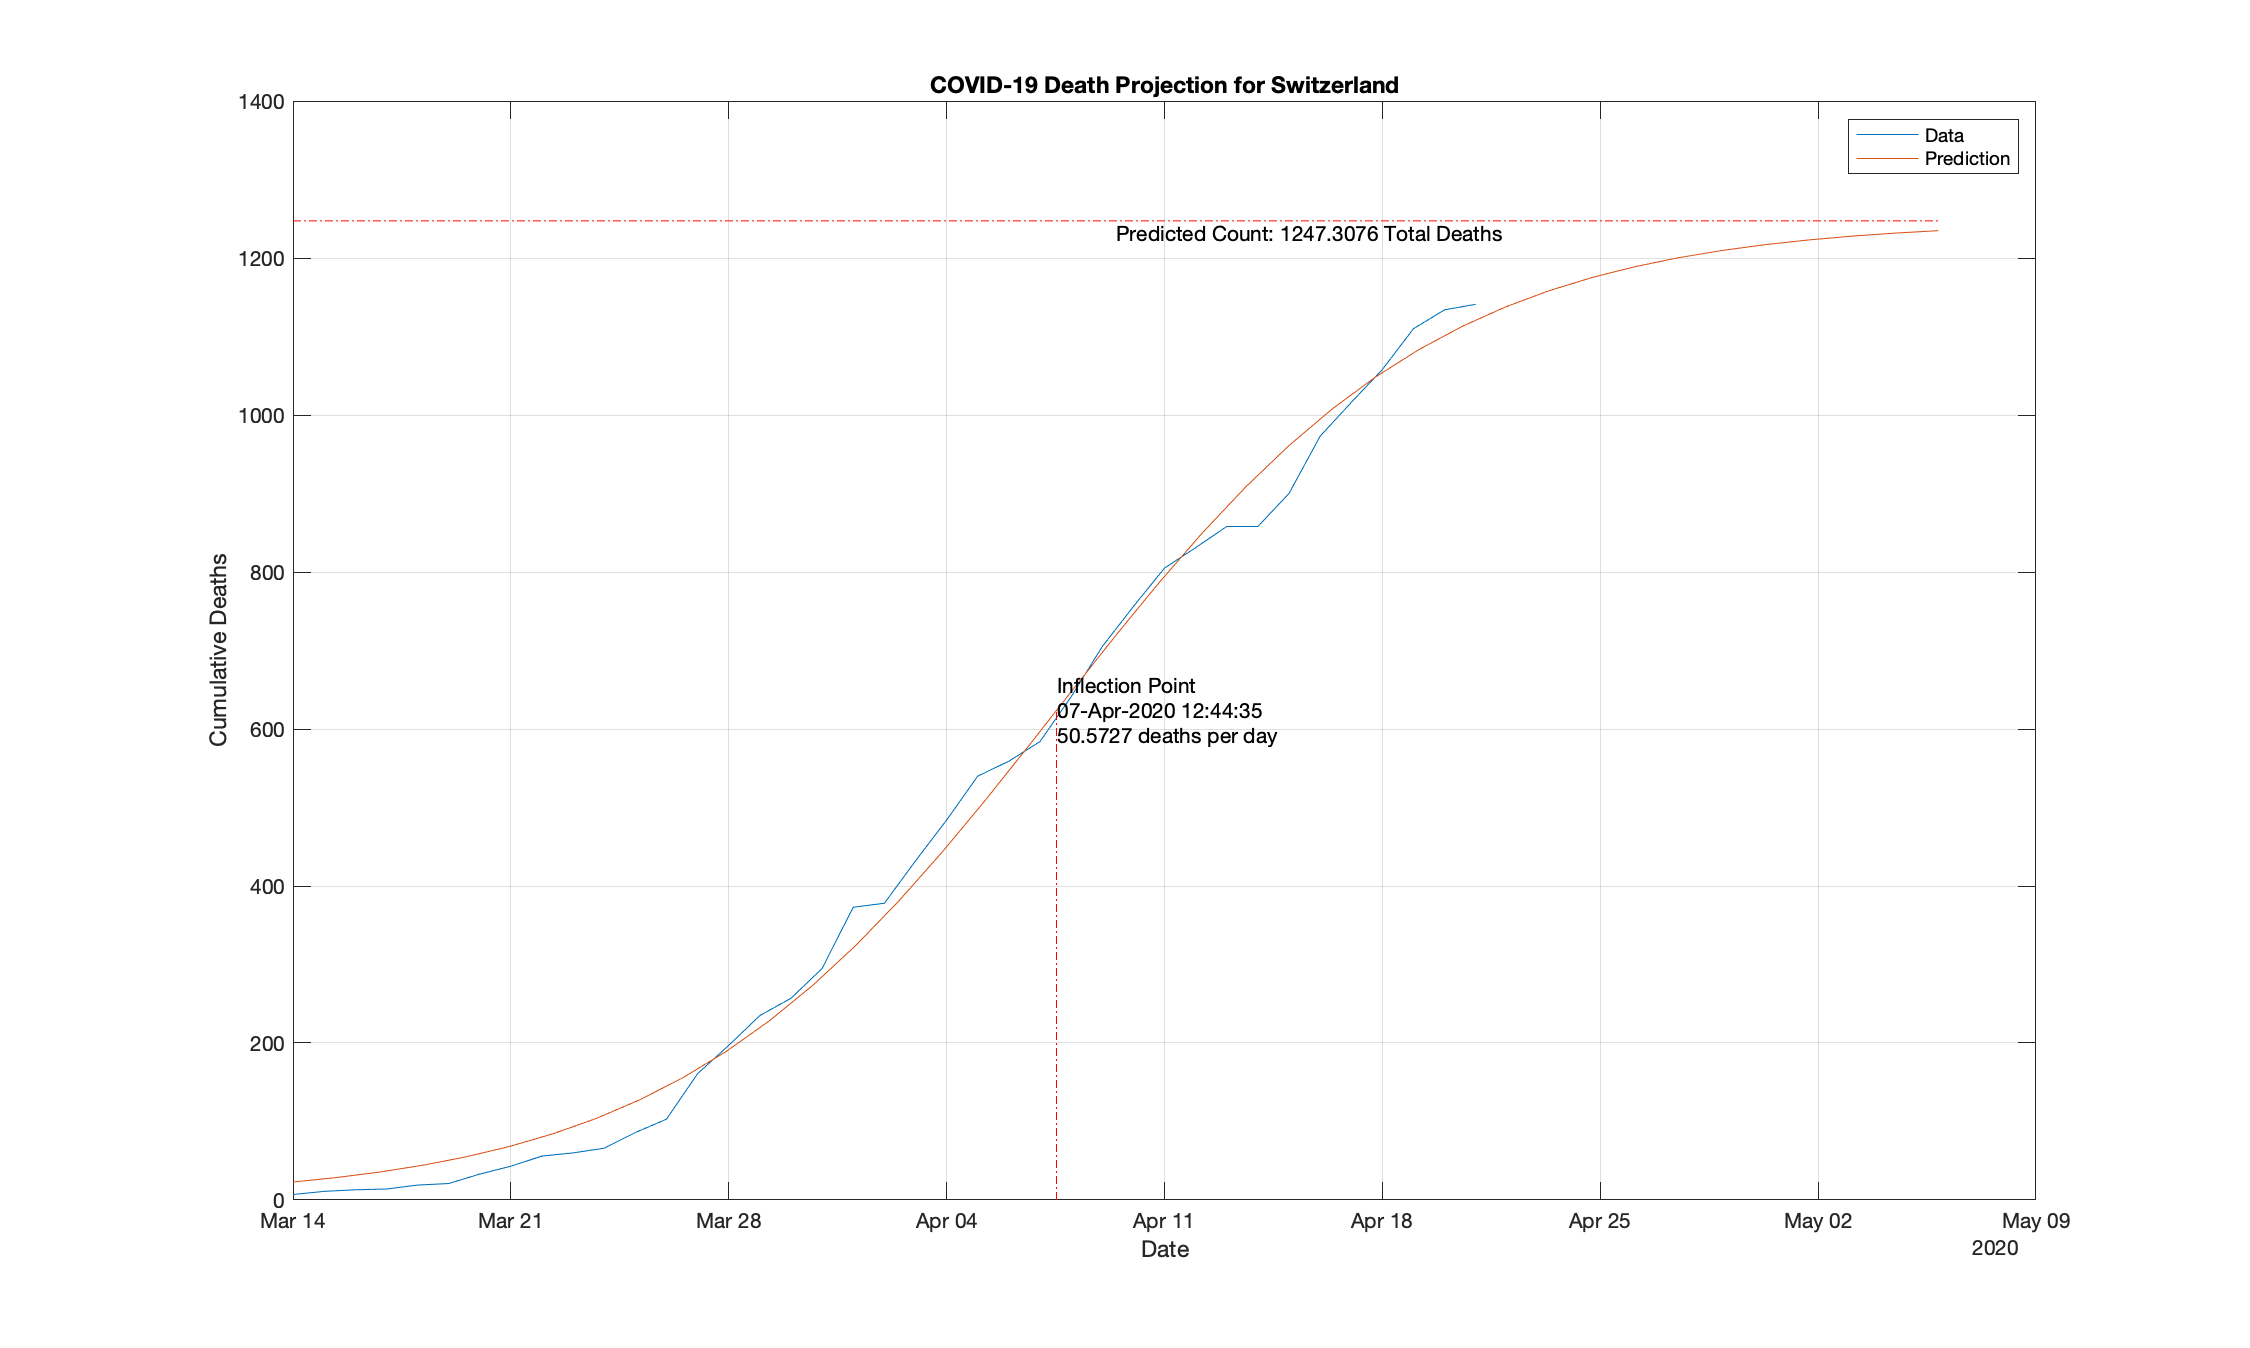 COVID-19 Death Projection for Switzerland
1400
1200
1000
800
600
400
200
0
Cumulative Deaths
Data
Prediction
Predicted Count: 1247.3076 Total Deaths
Inflection Point
07-Apr-2020 12:44:35
50.5727 deaths per day
Mar 14 Mar 21 Mar 28 Apr 04 Apr 11 Apr 18 Apr 25 May 02 May 09
Date
2020